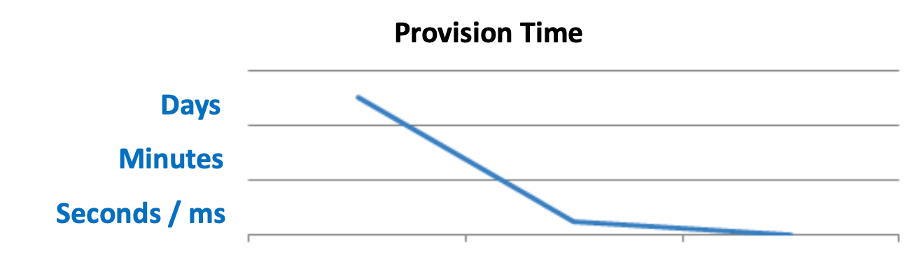 Provision Time
Days
Minutes
Seconds / ms